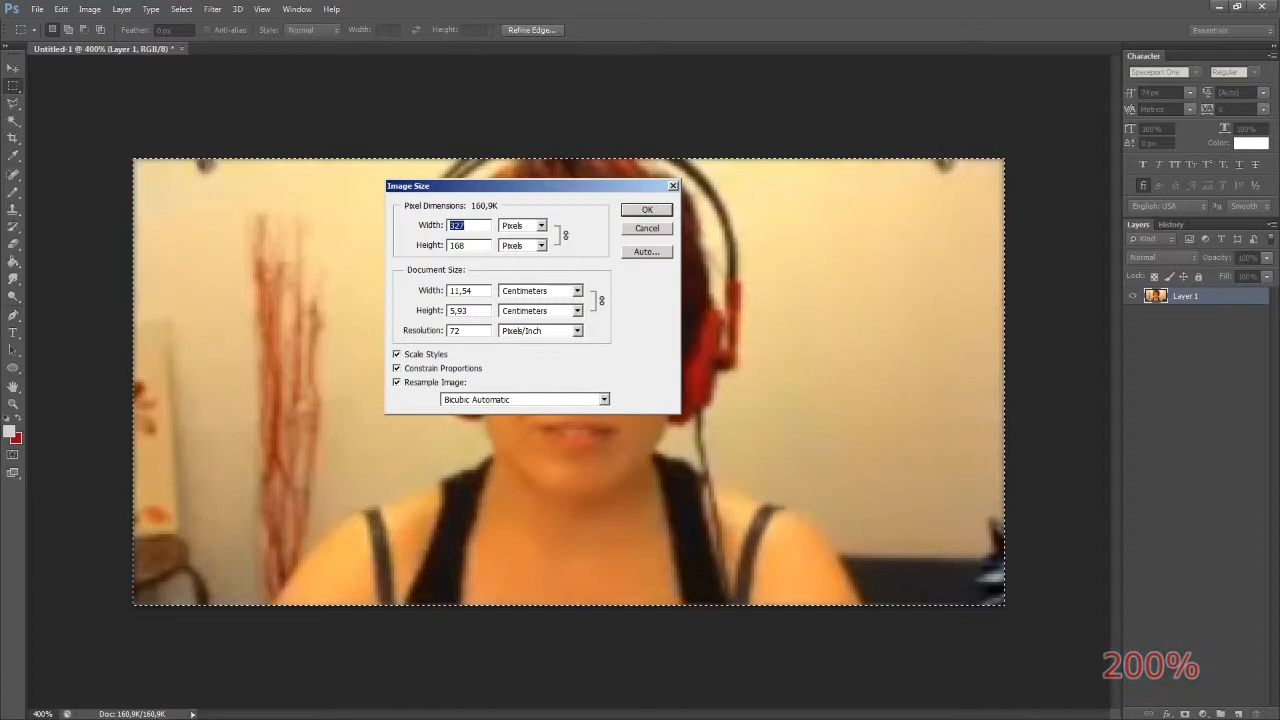 Ps File Edit Image Layer Type Select Filter 3D View Window Help
Feather: 0 px Anti-alias Style: Normal Width: Height: Refine Edge... Essentials
Untitled-1 @ 400% (Layer 1, RGB/8) * ×
Character
Spaceport One Regular
74 px (Auto)
Metrics 0
100% 100%
0 px Color:
English: USA Smooth
Layers History
Kind
Normal Opacity: 100%
Lock: Fill: 100%
Layer 1
Image Size
Pixel Dimensions: 160,9K
Width: 327 Pixels
Height: 168 Pixels
OK
Cancel
Auto...
Document Size:
Width: 11,54 Centimeters
Height: 5,93 Centimeters
Resolution: 72 Pixels/Inch
Scale Styles
Constrain Proportions
Resample Image:
Bicubic Automatic
200%
400% Doc: 160,9K/160,9K